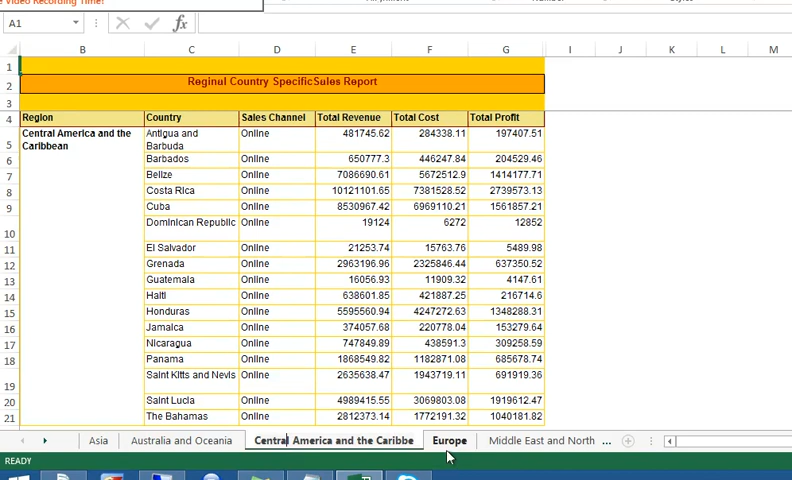 e Video Recording Time!
A1
fx
B C D E F G H I J K L M
1
2 Reginul Country SpecificSales Report
3
4 Region Country Sales Channel Total Revenue Total Cost Total Profit
5 Central America and the Caribbean Antigua and Barbuda Online 481745.62 284338.11 197407.51
6 Barbados Online 650777.3 446247.84 204529.46
7 Belize Online 7086690.61 5672512.9 1414177.71
8 Costa Rica Online 10121101.65 7381528.52 2739573.13
9 Cuba Online 8530967.42 6969110.21 1561857.21
10 Dominican Republic Online 19124 6272 12852
11 El Salvador Online 21253.74 15763.76 5489.98
12 Grenada Online 2963196.96 2325846.44 637350.52
13 Guatemala Online 16056.93 11909.32 4147.61
14 Haiti Online 638601.85 421887.25 216714.6
15 Honduras Online 5595560.94 4247272.63 1348288.31
16 Jamaica Online 374057.68 220778.04 153279.64
17 Nicaragua Online 747849.89 438591.3 309258.59
18 Panama Online 1868549.82 1182871.08 685678.74
19 Saint Kitts and Nevis Online 2635638.47 1943719.11 691919.36
20 Saint Lucia Online 4989415.55 3069803.08 1919612.47
21 The Bahamas Online 2812373.14 1772191.32 1040181.82
Asia Australia and Oceania Central America and the Caribbe Europe Middle East and North ...
READY